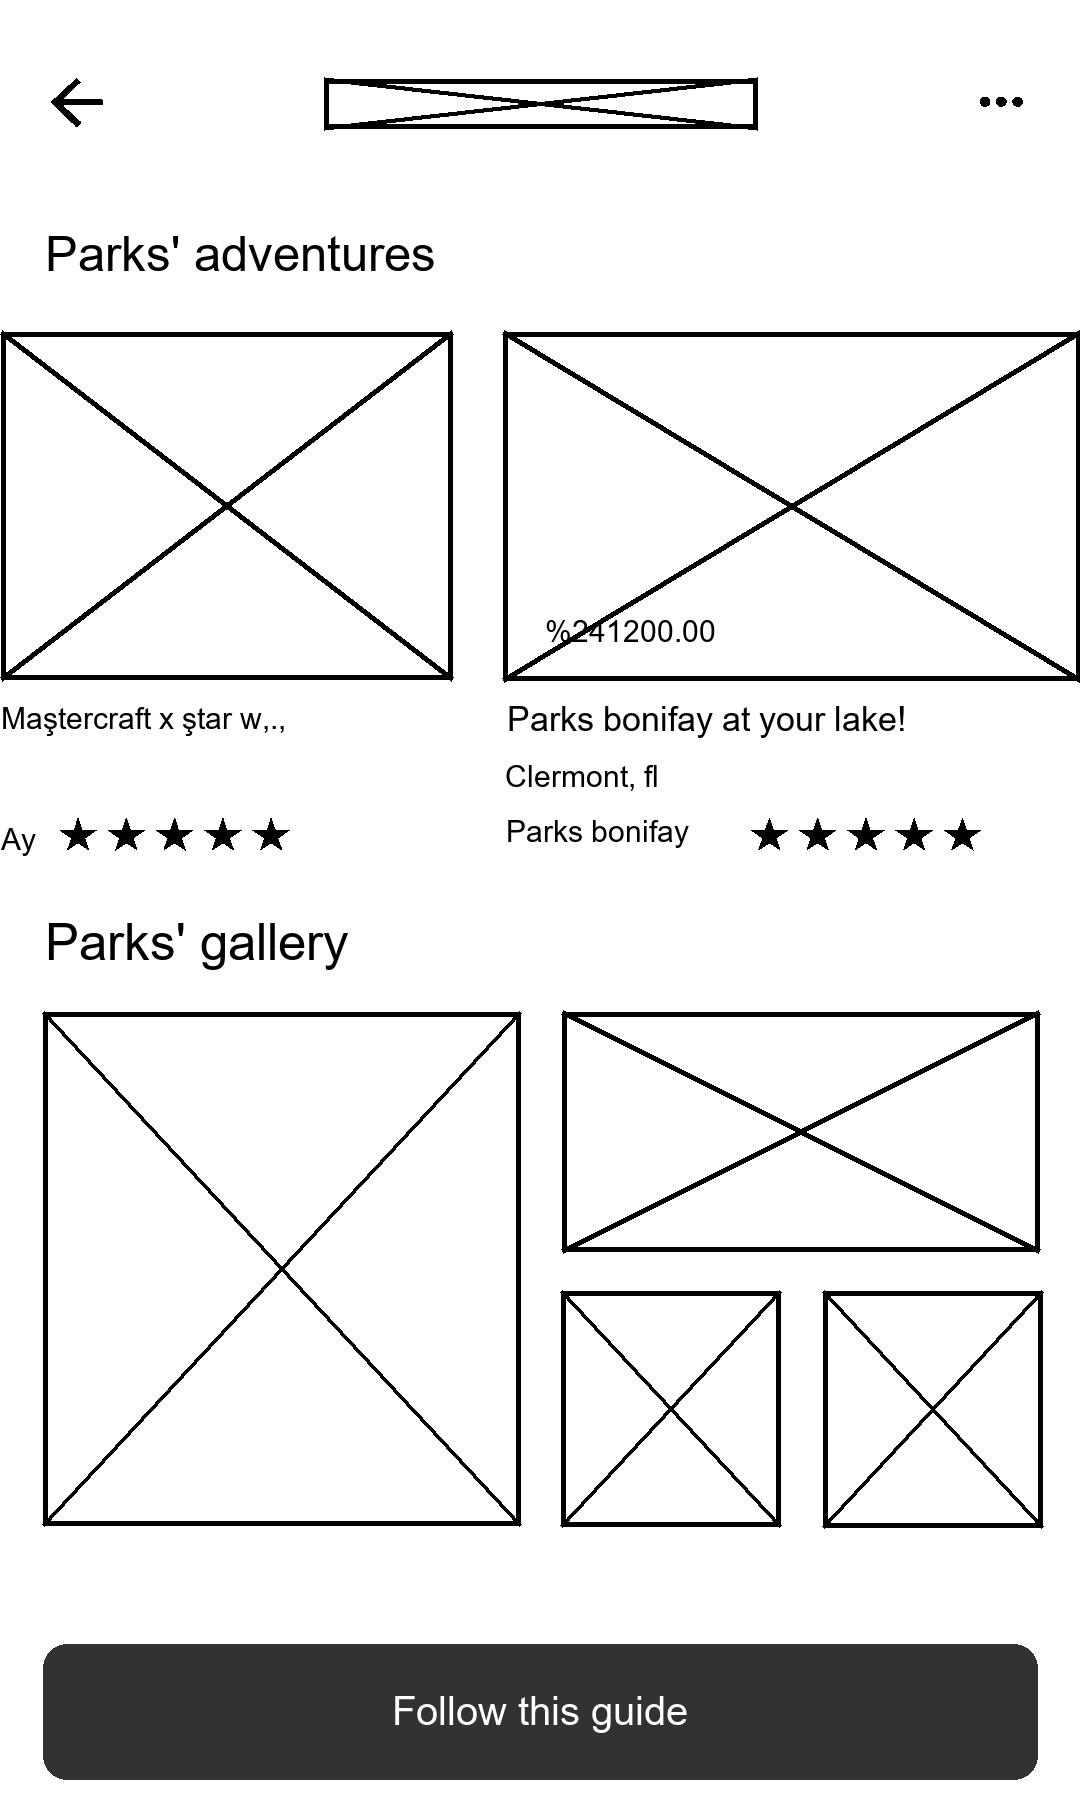 Parks' adventures
%241200.00
Maştercraft x ştar w,.,
Parks bonifay at your lake!
Clermont, fl
Ay
Parks bonifay
Parks' gallery
Follow this guide